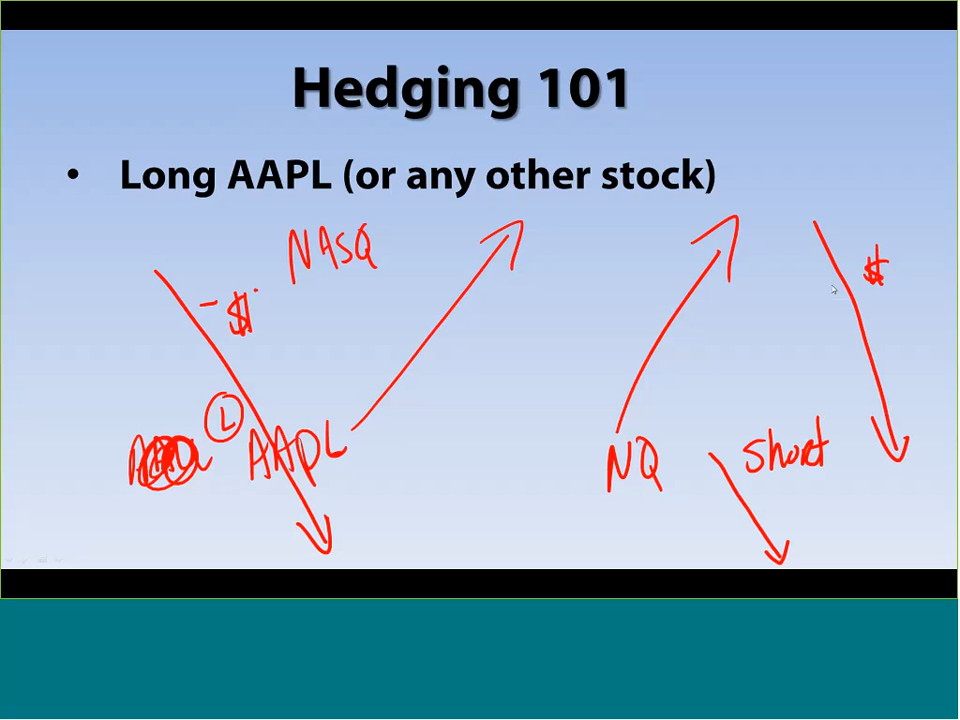 Hedging 101
• Long AAPL (or any other stock)
NASQ
- $
$
L
AAPL
NQ
short